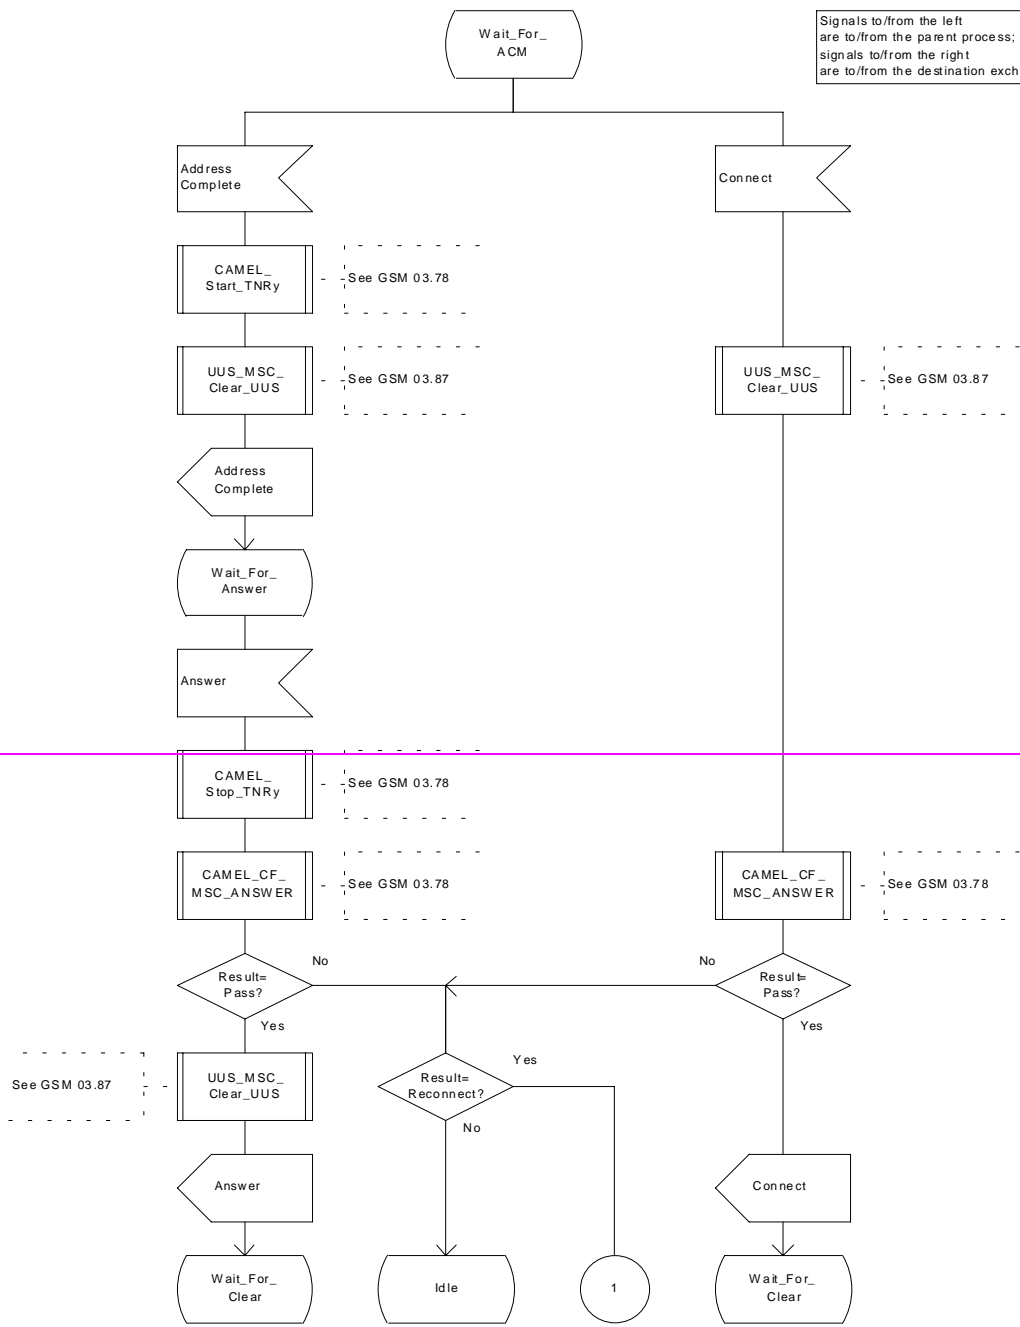 Wait_For_
ACM
Signals to/from the left
are to/from the parent process;
signals to/from the right
are to/from the destination exch
Address
Complete
Connect
CAMEL_
Start_TNRy
See GSM 03.78
UUS_MSC_
Clear_UUS
See GSM 03.87
UUS_MSC_
Clear_UUS
See GSM 03.87
Address
Complete
Wait_For_
Answer
Answer
CAMEL_
Stop_TNRy
See GSM 03.78
CAMEL_CF_
MSC_ANSWER
See GSM 03.78
CAMEL_CF_
MSC_ANSWER
See GSM 03.78
Result=
Pass?
No
Yes
No
Result=
Pass?
Yes
See GSM 03.87
UUS_MSC_
Clear_UUS
Result=
Reconnect?
Yes
No
Answer
Connect
Wait_For_
Clear
Idle
1
Wait_For_
Clear